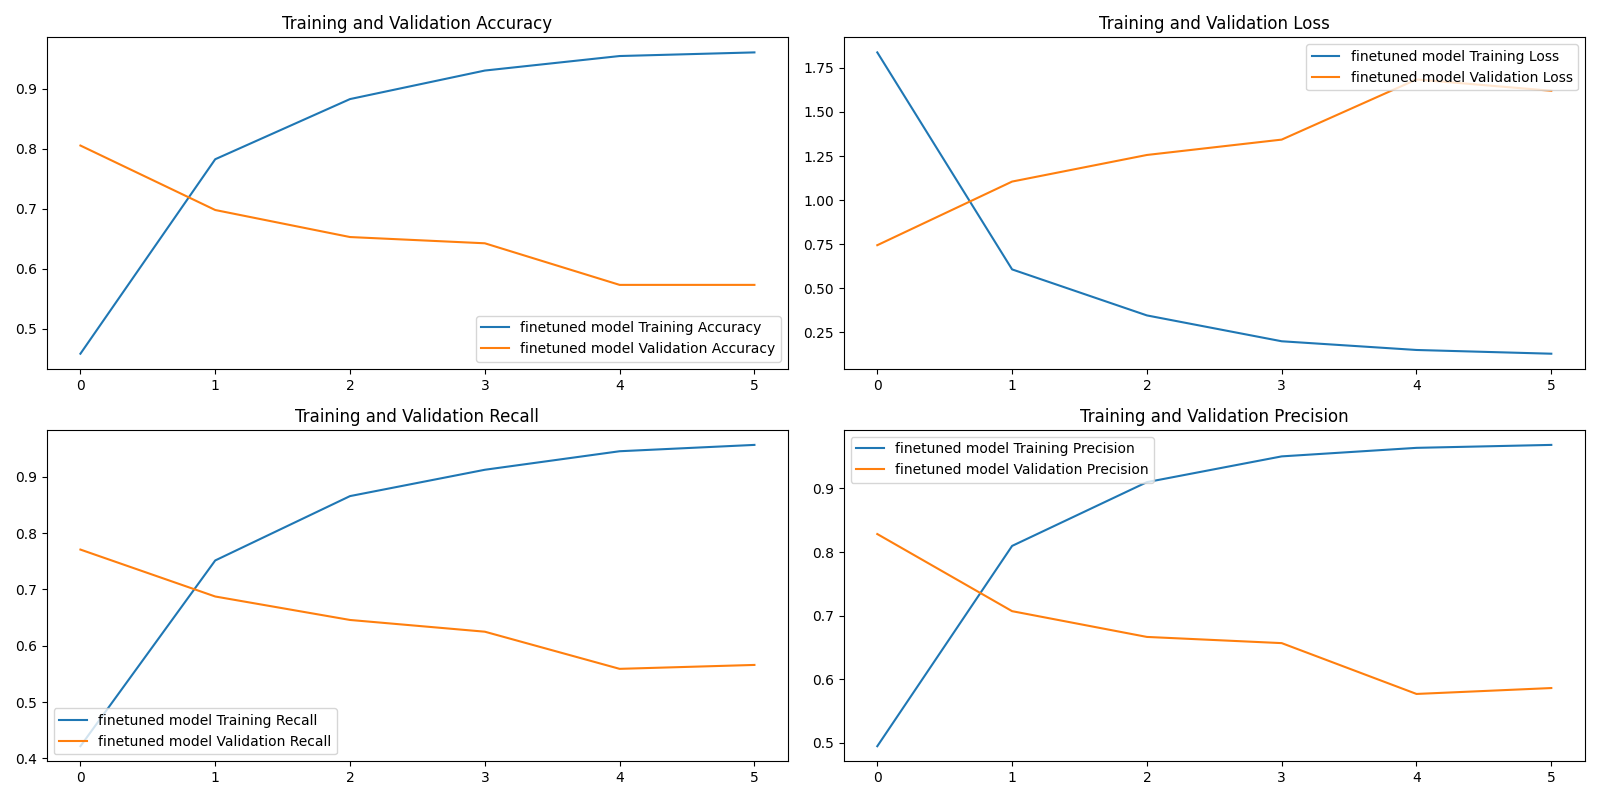 Training and Validation Accuracy
0.9
0.8
0.7
0.6
0.5
finetuned model Training Accuracy
finetuned model Validation Accuracy
0 1 2 3 4 5
Training and Validation Loss
1.75
1.50
1.25
1.00
0.75
0.50
0.25
finetuned model Training Loss
finetuned model Validation Loss
0 1 2 3 4 5
Training and Validation Recall
0.9
0.8
0.7
0.6
0.5
0.4
finetuned model Training Recall
finetuned model Validation Recall
0 1 2 3 4 5
Training and Validation Precision
finetuned model Training Precision
finetuned model Validation Precision
0.9
0.8
0.7
0.6
0.5
0 1 2 3 4 5